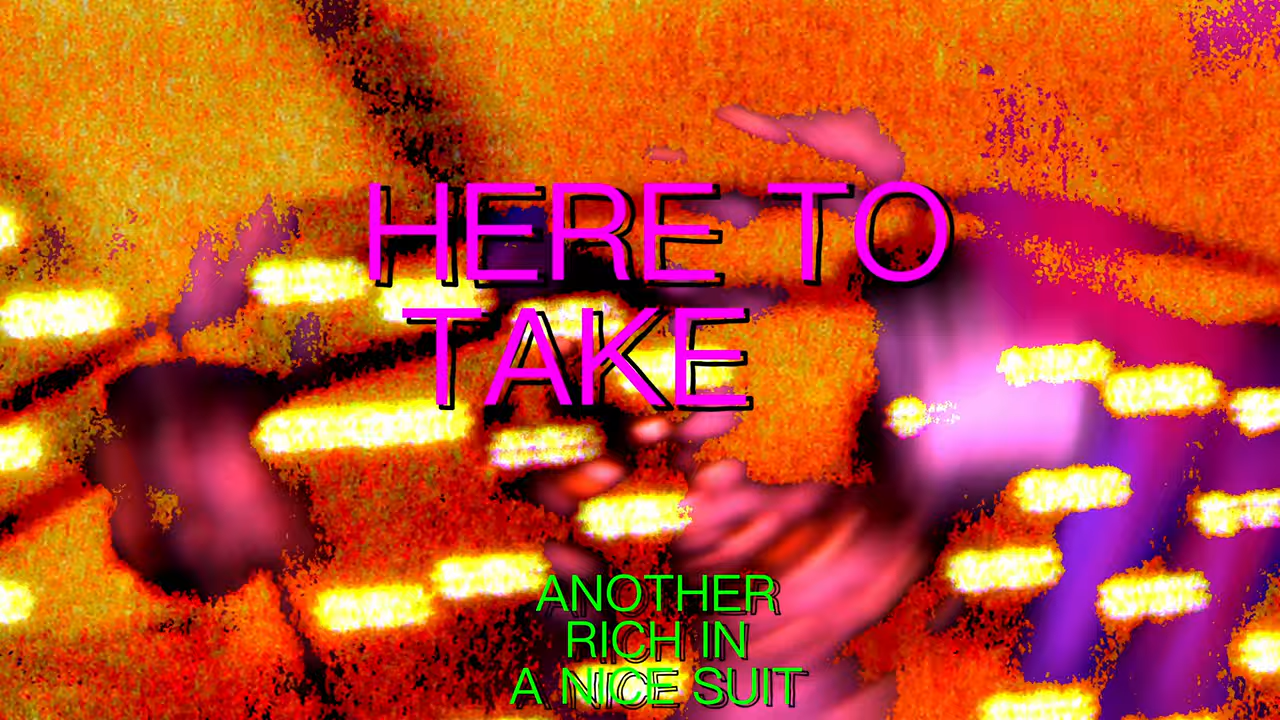 HERE TO
TAKE
ANOTHER
RICH IN
A NICE SUIT